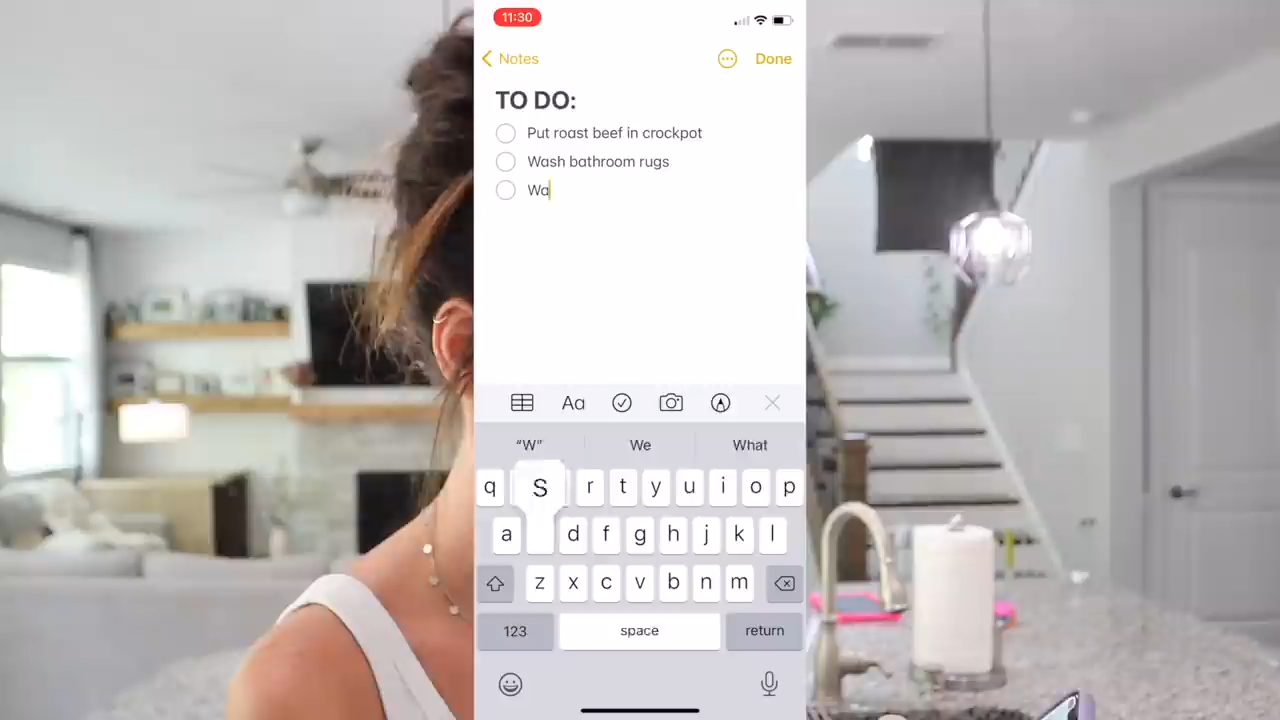 11:30
Notes
Done
TO DO:
Put roast beef in crockpot
Wash bathroom rugs
Wa
Aa
“W” We What
q S r t y u i o p
a d f g h j k l
z x c v b n m
123 space return